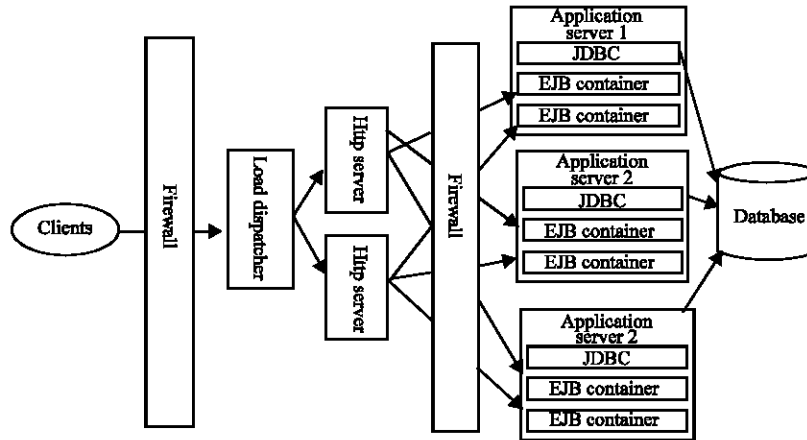 Clients
Firewall
Load dispatcher
Http server
Http server
Firewall
Application
server 1
JDBC
EJB container
EJB container
Application
server 2
JDBC
EJB container
EJB container
Application
server 2
JDBC
EJB container
EJB container
Database